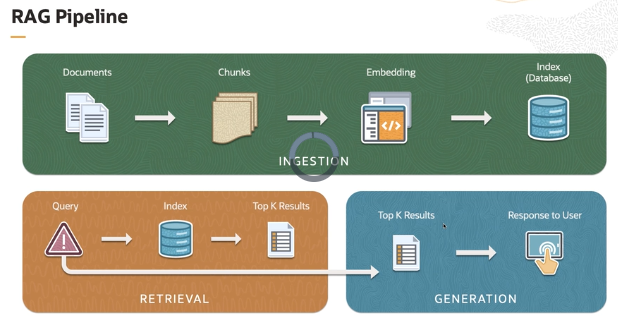 RAG Pipeline
Documents
Chunks
Embedding
Index
(Database)
</>
INGESTION
Query
Index
Top K Results
RETRIEVAL
Top K Results
Response to User
GENERATION